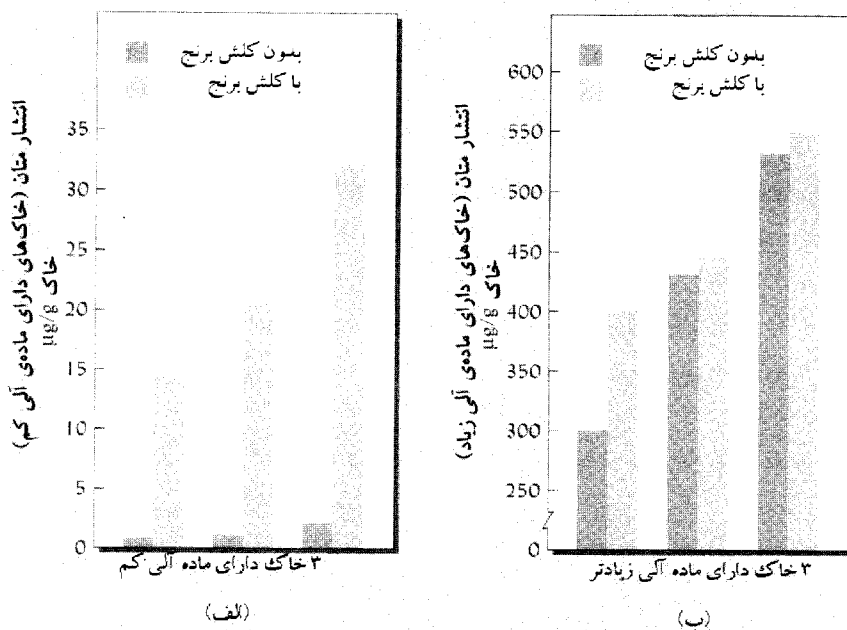 بدون کلش برنج
با کلش برنج
انتشار متان (خاک‌های دارای ماده‌ی آلی زیاد)
µg/g خاک
600
550
500
450
400
350
300
250
0
۳ خاک دارای ماده آلی زیادتر
(ب)
بدون کلش برنج
با کلش برنج
انتشار متان (خاک‌های دارای ماده‌ی آلی کم)
µg/g خاک
35
30
25
20
15
10
5
0
۳ خاک دارای ماده آلی کم
(الف)